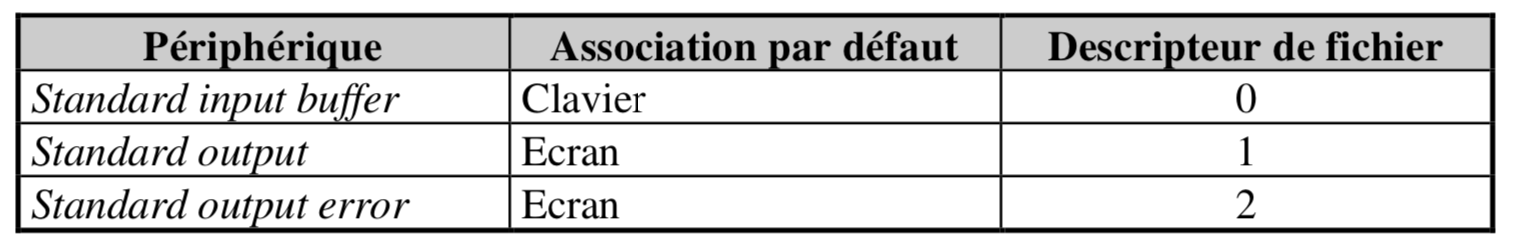 Périphérique Association par défaut Descripteur de fichier
Standard input buffer Clavier 0
Standard output Ecran 1
Standard output error Ecran 2